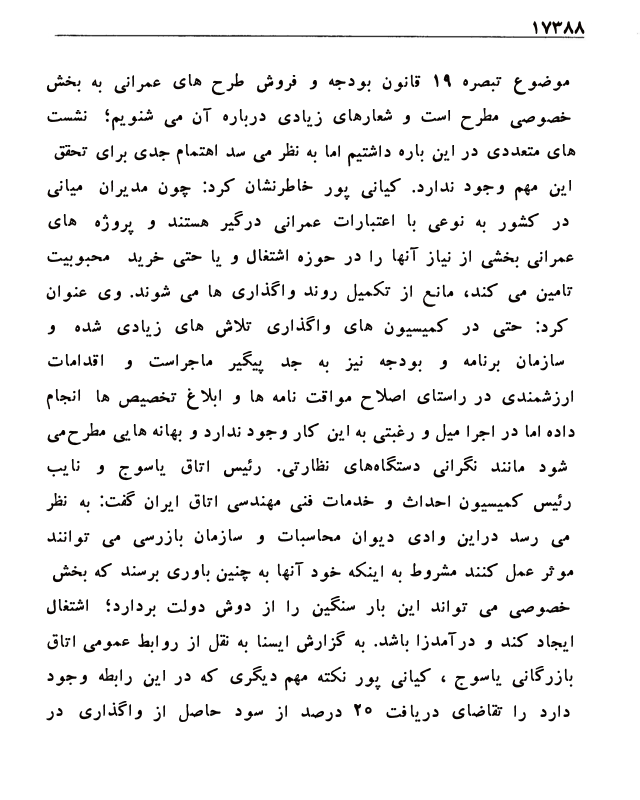 ۱۷۳۸۸
موضوع تبصره ۱۹ قانون بودجه و فروش طرح های عمرانی به بخش
خصوصی مطرح است و شعارهای زیادی درباره آن می شنویم؛ نشست
های متعددی در این باره داشتیم اما به نظر می سد اهتمام جدی برای تحقق
این مهم وجود ندارد. کیانی پور خاطرنشان کرد: چون مدیران میانی
در کشور به نوعی با اعتبارات عمرانی درگیر هستند و پروژه های
عمرانی بخشی از نیاز آنها را در حوزه اشتغال و یا حتی خرید محبوبیت
تامین می کند، مانع از تکمیل روند واگذاری ها می شوند. وی عنوان
کرد: حتی در کمیسیون های واگذاری تلاش های زیادی شده و
سازمان برنامه و بودجه نیز به جد پیگیر ماجراست و اقدامات
ارزشمندی در راستای اصلاح مواقت نامه ها و ابلاغ تخصیص ها انجام
داده اما در اجرا میل و رغبتی به این کار وجود ندارد و بهانه هایی مطرح می
شود مانند نگرانی دستگاه‌های نظارتی. رئیس اتاق یاسوج و نایب
رئیس کمیسیون احداث و خدمات فنی مهندسی اتاق ایران گفت: به نظر
می رسد دراین وادی دیوان محاسبات و سازمان بازرسی می توانند
موثر عمل کنند مشروط به اینکه خود آنها به چنین باوری برسند که بخش
خصوصی می تواند این بار سنگین را از دوش دولت بردارد؛ اشتغال
ایجاد کند و درآمدزا باشد. به گزارش ایسنا به نقل از روابط عمومی اتاق
بازرگانی یاسوج ، کیانی پور نکته مهم دیگری که در این رابطه وجود
دارد را تقاضای دریافت ۲۵ درصد از سود حاصل از واگذاری در